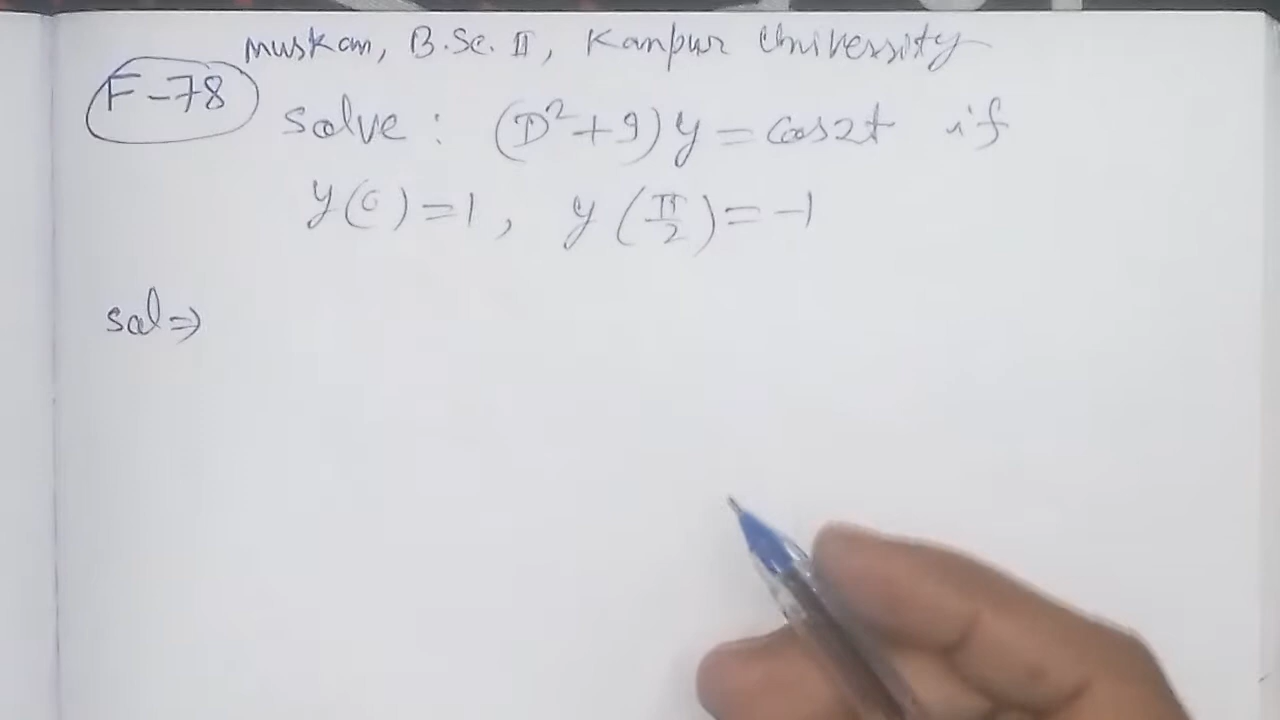 Muskan, B.Sc. II, Kanpur University
F-78
Solve : (D²+9)y = cos2t if
y(0)=1, y(π/2)=-1
Sol⇒